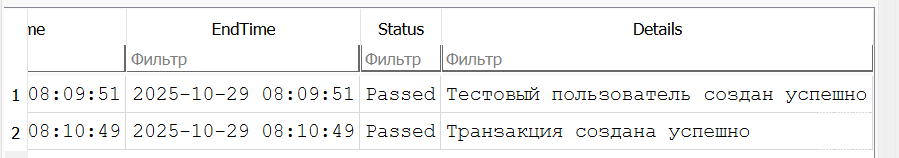 me EndTime Status Details
Фильтр Фильтр Фильтр
1 08:09:51 2025-10-29 08:09:51 Passed Тестовый пользователь создан успешно
2 08:10:49 2025-10-29 08:10:49 Passed Транзакция создана успешно